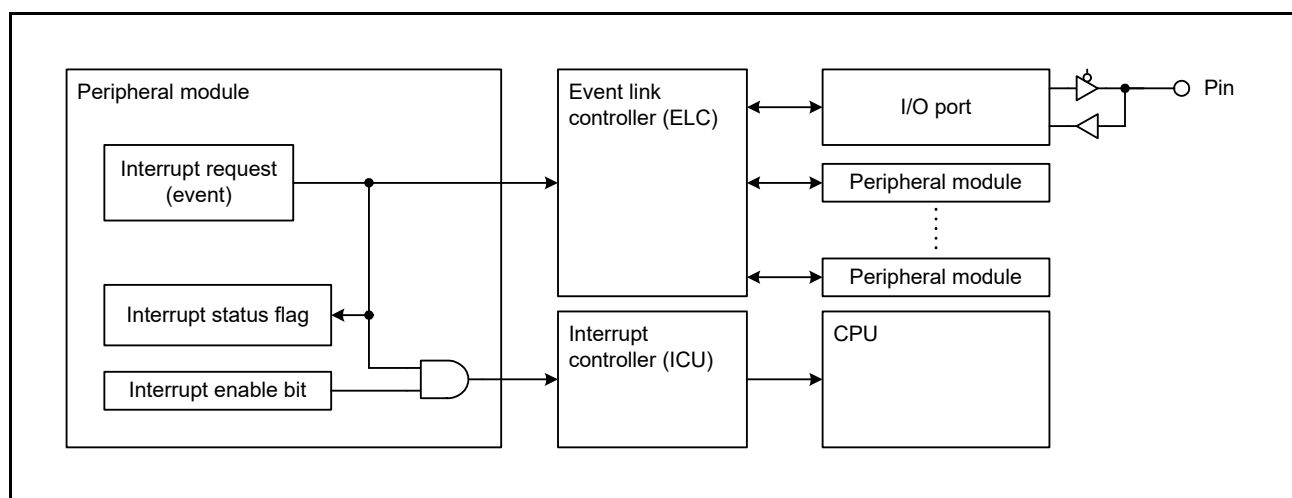 Peripheral module
Interrupt request
(event)
Interrupt status flag
Interrupt enable bit
Event link
controller (ELC)
Interrupt
controller (ICU)
I/O port
Pin
Peripheral module
Peripheral module
CPU